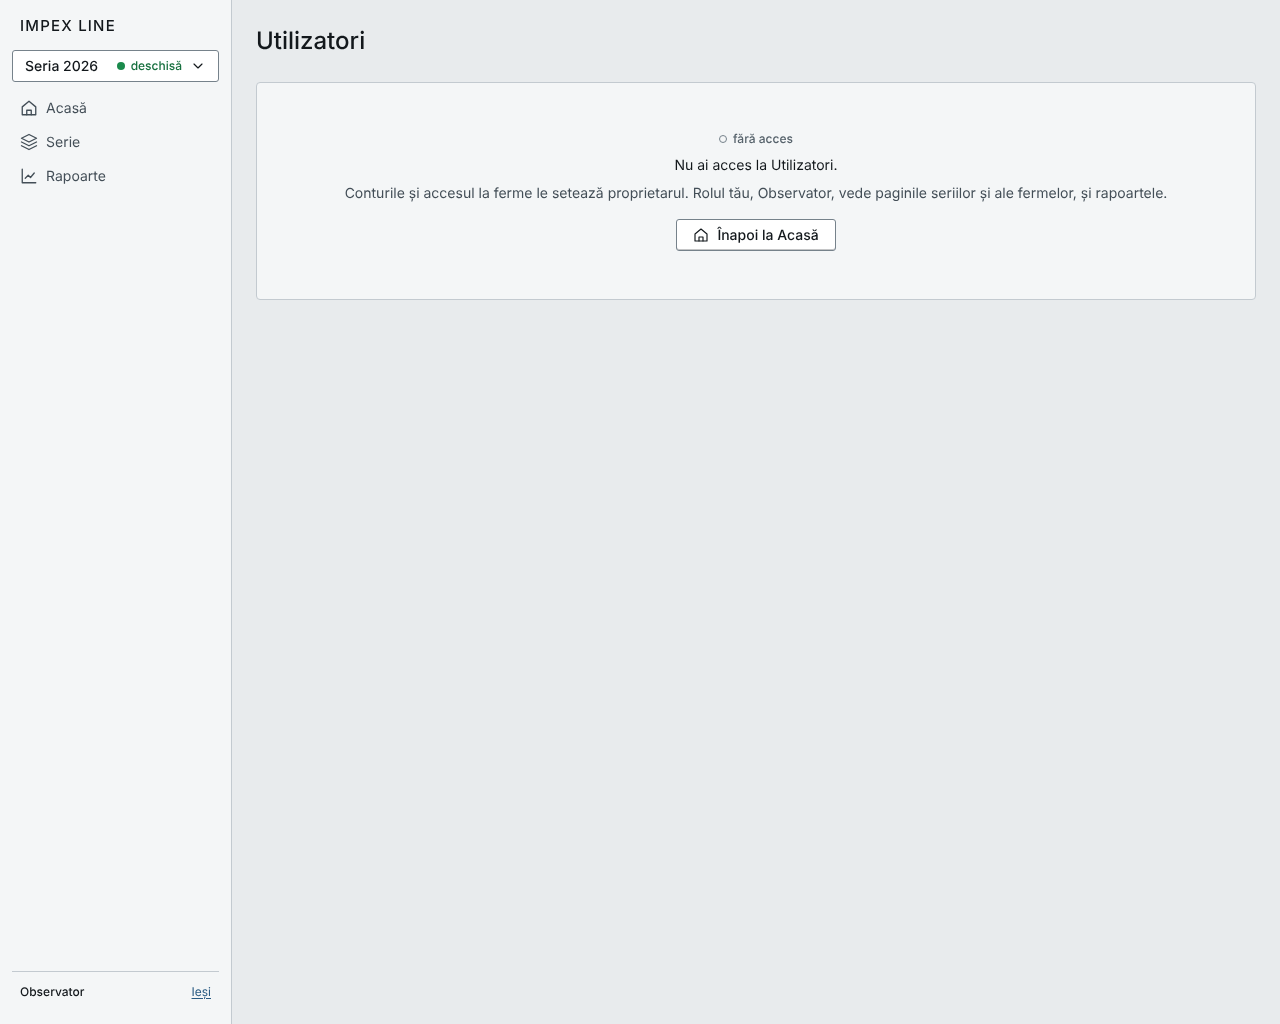 IMPEX LINE
Seria 2026 deschisă
Acasă
Serie
Rapoarte
Observator Ieși
Utilizatori
fără acces
Nu ai acces la Utilizatori.
Conturile și accesul la ferme le setează proprietarul. Rolul tău, Observator, vede paginile seriilor și ale fermelor, și rapoartele.
Înapoi la Acasă